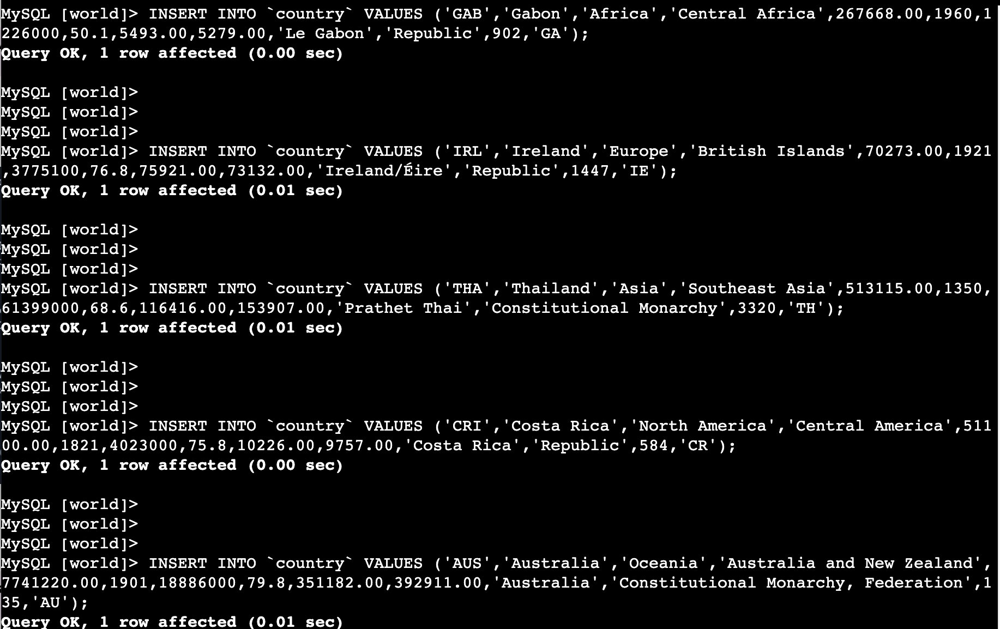 MySQL [world]> INSERT INTO `country` VALUES ('GAB','Gabon','Africa','Central Africa',267668.00,1960,1
226000,50.1,5493.00,5279.00,'Le Gabon','Republic',902,'GA');
Query OK, 1 row affected (0.00 sec)
MySQL [world]>
MySQL [world]>
MySQL [world]>
MySQL [world]> INSERT INTO `country` VALUES ('IRL','Ireland','Europe','British Islands',70273.00,1921
,3775100,76.8,75921.00,73132.00,'Ireland/Éire','Republic',1447,'IE');
Query OK, 1 row affected (0.01 sec)
MySQL [world]>
MySQL [world]>
MySQL [world]>
MySQL [world]> INSERT INTO `country` VALUES ('THA','Thailand','Asia','Southeast Asia',513115.00,1350,
61399000,68.6,116416.00,153907.00,'Prathet Thai','Constitutional Monarchy',3320,'TH');
Query OK, 1 row affected (0.01 sec)
MySQL [world]>
MySQL [world]>
MySQL [world]>
MySQL [world]> INSERT INTO `country` VALUES ('CRI','Costa Rica','North America','Central America',511
00.00,1821,4023000,75.8,10226.00,9757.00,'Costa Rica','Republic',584,'CR');
Query OK, 1 row affected (0.00 sec)
MySQL [world]>
MySQL [world]>
MySQL [world]>
MySQL [world]> INSERT INTO `country` VALUES ('AUS','Australia','Oceania','Australia and New Zealand',
7741220.00,1901,18886000,79.8,351182.00,392911.00,'Australia','Constitutional Monarchy, Federation',1
35,'AU');
Query OK, 1 row affected (0.01 sec)